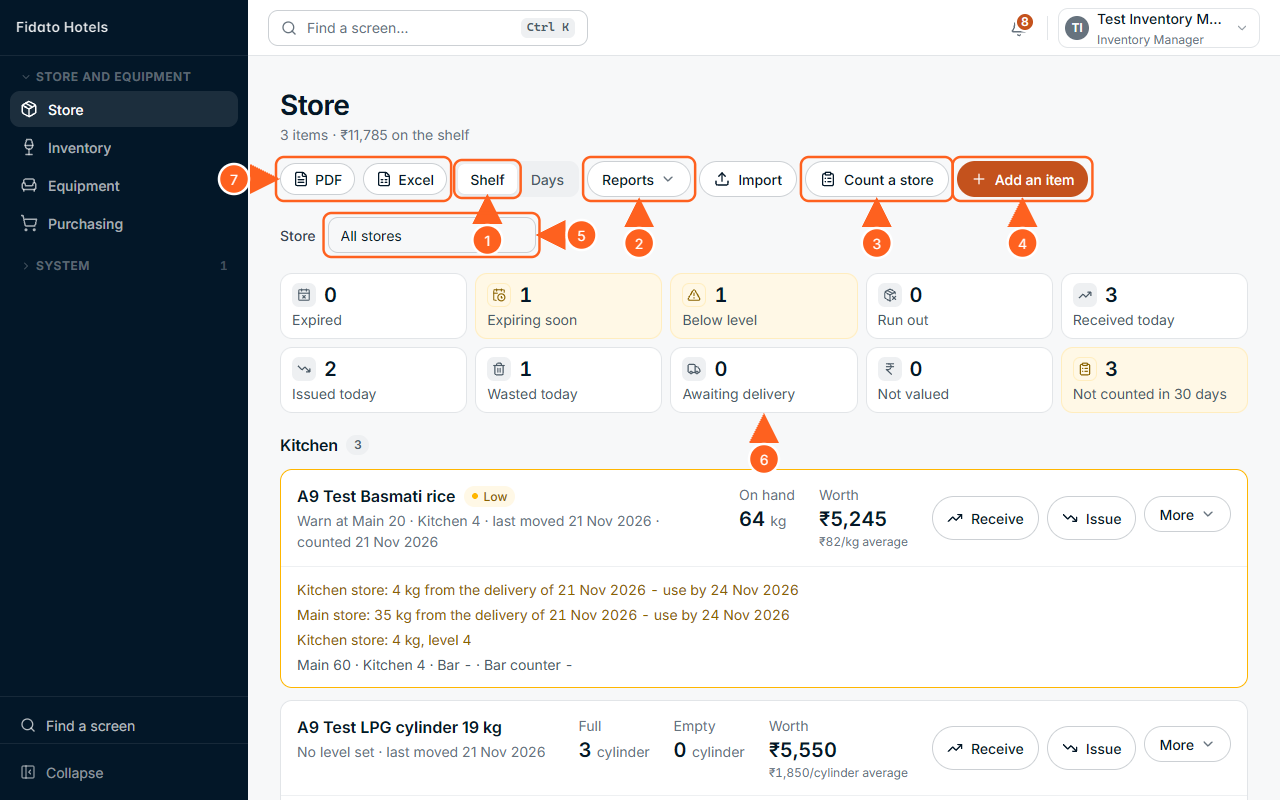 Fidato Hotels
Find a screen...
Ctrl K
8
TI
Test Inventory M...
Inventory Manager
STORE AND EQUIPMENT
Store
Inventory
Equipment
Purchasing
SYSTEM 1
Find a screen
Collapse
Store
3 items · ₹11,785 on the shelf
7
PDF
Excel
Shelf
Days
Reports
Import
Count a store
Add an item
1
2
3
4
Store
All stores
5
0
Expired
1
Expiring soon
1
Below level
0
Run out
3
Received today
2
Issued today
1
Wasted today
0
Awaiting delivery
0
Not valued
3
Not counted in 30 days
6
Kitchen 3
A9 Test Basmati rice
Low
Warn at Main 20 · Kitchen 4 · last moved 21 Nov 2026 ·
counted 21 Nov 2026
On hand
64 kg
Worth
₹5,245
₹82/kg average
Receive
Issue
More
Kitchen store: 4 kg from the delivery of 21 Nov 2026 - use by 24 Nov 2026
Main store: 35 kg from the delivery of 21 Nov 2026 - use by 24 Nov 2026
Kitchen store: 4 kg, level 4
Main 60 · Kitchen 4 · Bar - · Bar counter -
A9 Test LPG cylinder 19 kg
No level set · last moved 21 Nov 2026
Full
3 cylinder
Empty
0 cylinder
Worth
₹5,550
₹1,850/cylinder average
Receive
Issue
More